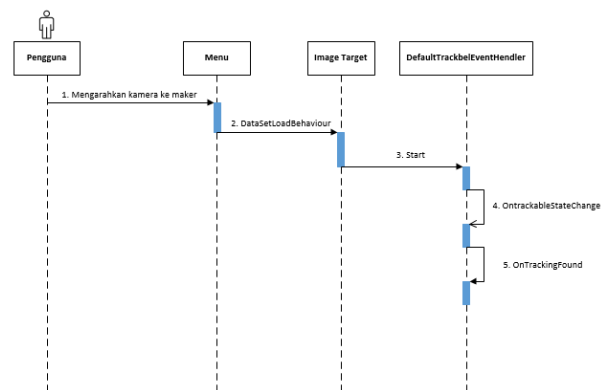 Pengguna
Menu
Image Target
DefaultTrackbelEventHendler
1. Mengarahkan kamera ke maker
2. DataSetLoadBehaviour
3. Start
4. OntrackableStateChange
5. OnTrackingFound